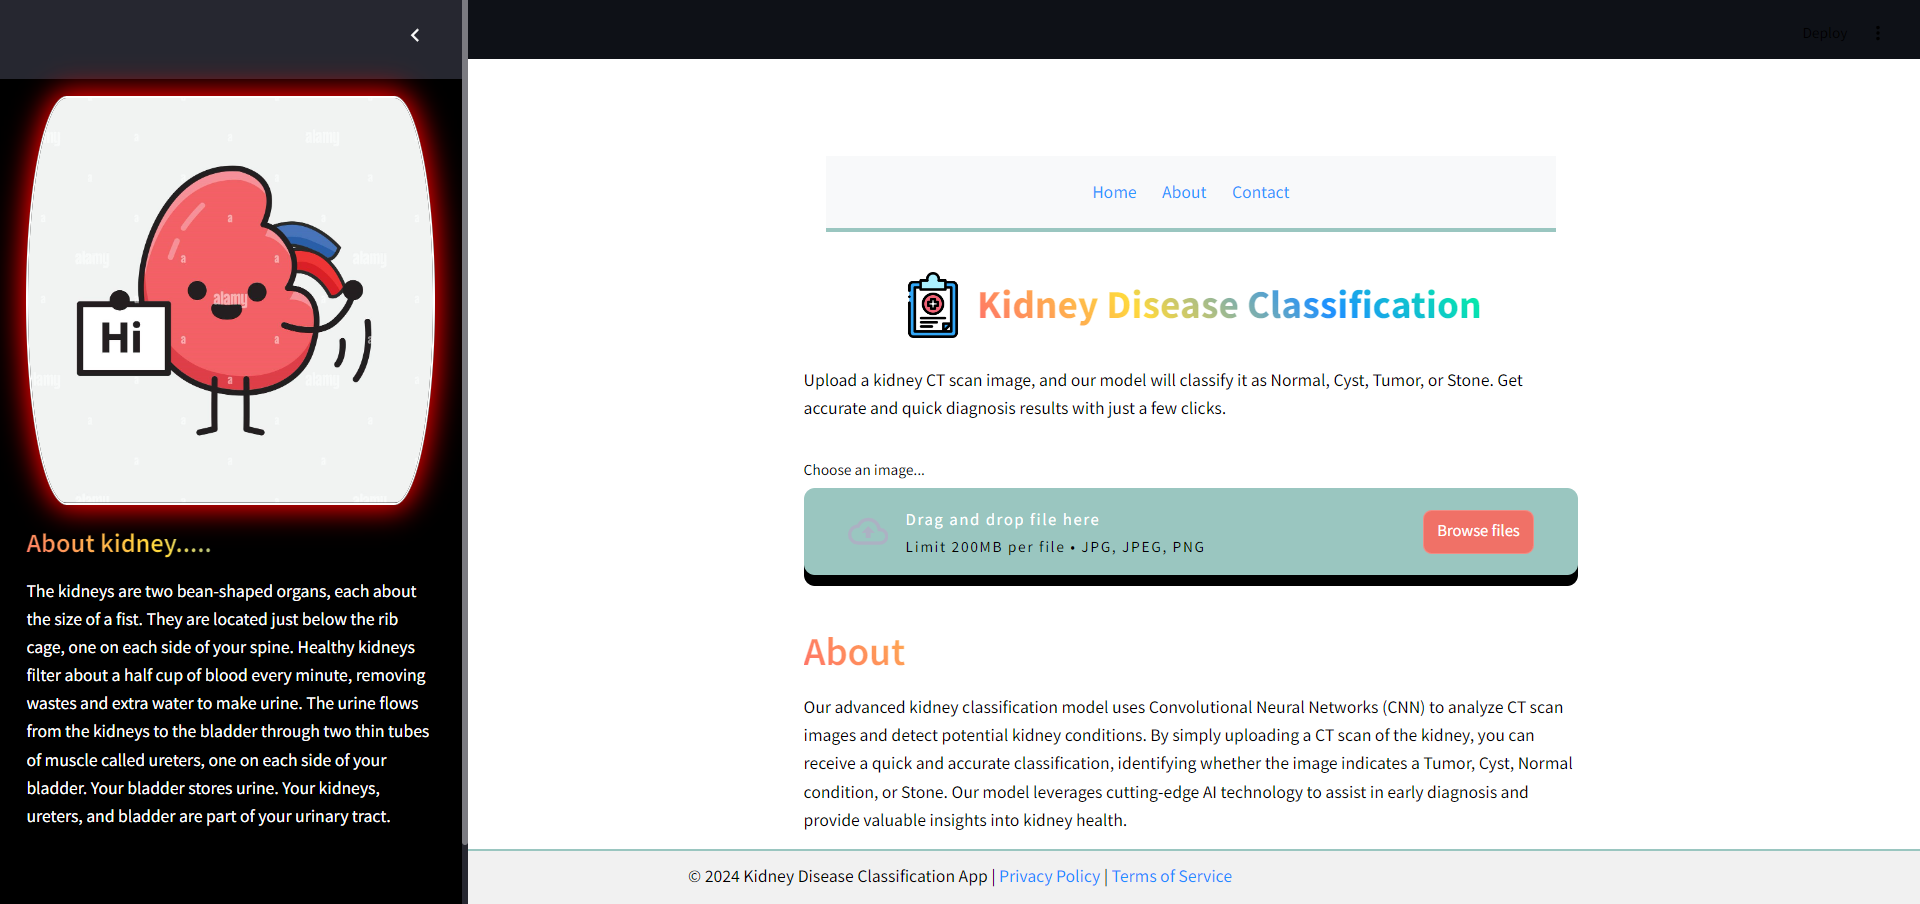 Deploy
alamy
Hi
About kidney.....
The kidneys are two bean-shaped organs, each about
the size of a fist. They are located just below the rib
cage, one on each side of your spine. Healthy kidneys
filter about a half cup of blood every minute, removing
wastes and extra water to make urine. The urine flows
from the kidneys to the bladder through two thin tubes
of muscle called ureters, one on each side of your
bladder. Your bladder stores urine. Your kidneys,
ureters, and bladder are part of your urinary tract.
Home About Contact
Kidney Disease Classification
Upload a kidney CT scan image, and our model will classify it as Normal, Cyst, Tumor, or Stone. Get
accurate and quick diagnosis results with just a few clicks.
Choose an image...
Drag and drop file here
Limit 200MB per file • JPG, JPEG, PNG
Browse files
About
Our advanced kidney classification model uses Convolutional Neural Networks (CNN) to analyze CT scan
images and detect potential kidney conditions. By simply uploading a CT scan of the kidney, you can
receive a quick and accurate classification, identifying whether the image indicates a Tumor, Cyst, Normal
condition, or Stone. Our model leverages cutting-edge AI technology to assist in early diagnosis and
provide valuable insights into kidney health.
© 2024 Kidney Disease Classification App | Privacy Policy | Terms of Service